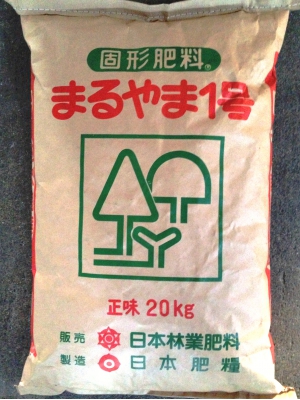 固形肥料®
まるやま1号
正味 20kg
販売 日本林業肥料
製造 日本肥糧